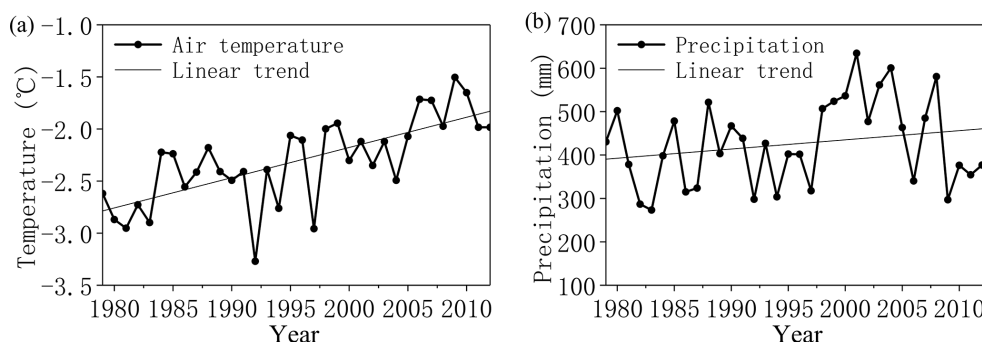 (a)
Air temperature
Linear trend
Temperature (℃)
-1.0
-1.5
-2.0
-2.5
-3.0
-3.5
1980 1985 1990 1995 2000 2005 2010
Year
(b)
Precipitation
Linear trend
Precipitation (mm)
700
600
500
400
300
200
100
1980 1985 1990 1995 2000 2005 2010
Year